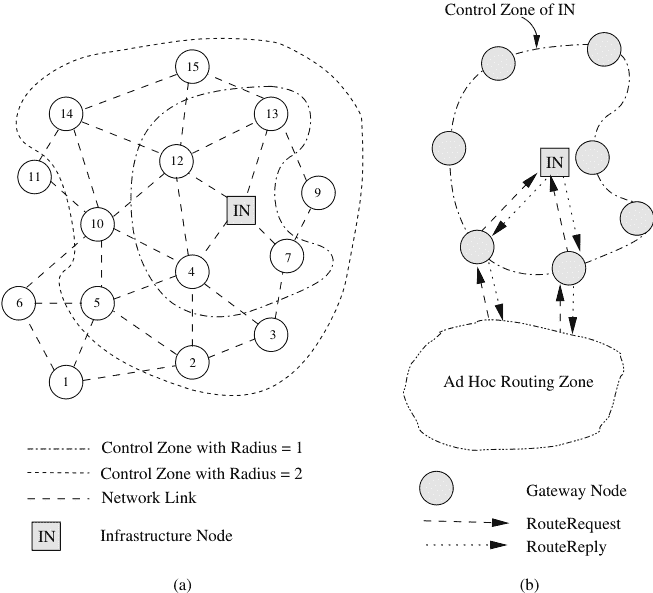 15
14
13
12
11
9
IN
10
7
4
6
5
3
2
1
Control Zone with Radius = 1
Control Zone with Radius = 2
Network Link
IN
Infrastructure Node
(a)
Control Zone of IN
IN
Ad Hoc Routing Zone
Gateway Node
RouteRequest
RouteReply
(b)